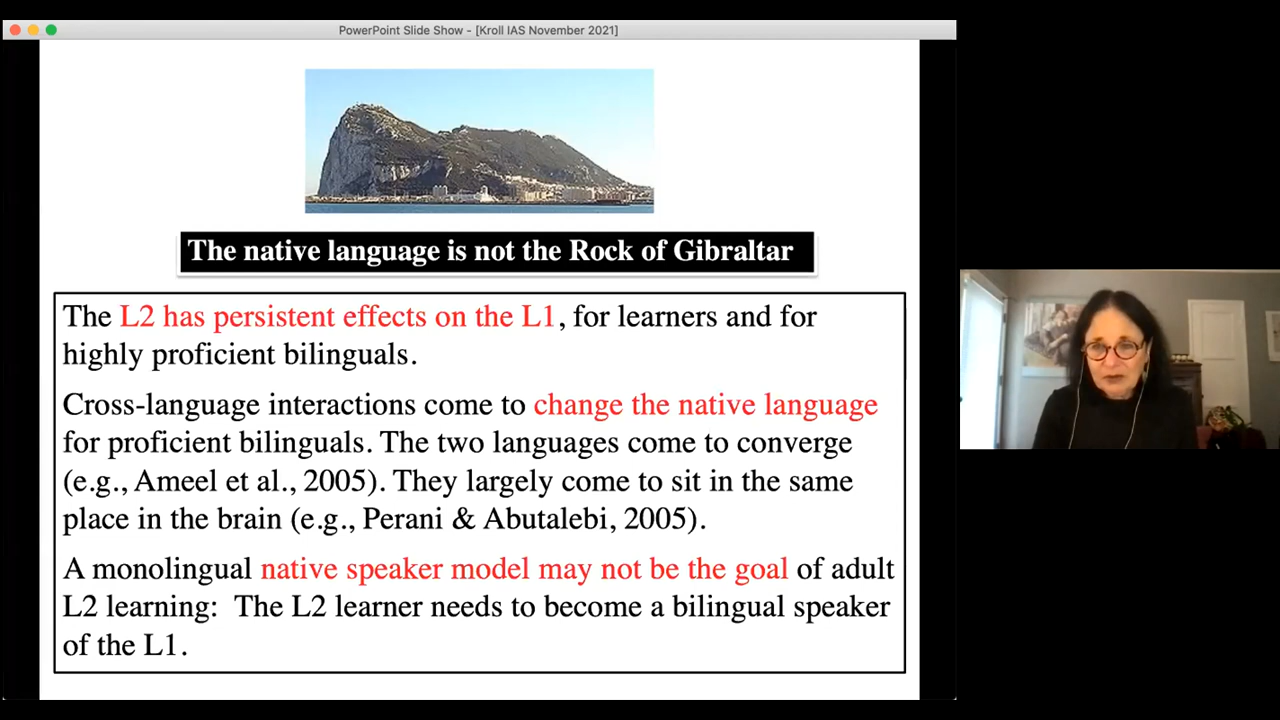 PowerPoint Slide Show - [Kroll IAS November 2021]
The native language is not the Rock of Gibraltar
The L2 has persistent effects on the L1, for learners and for
highly proficient bilinguals.
Cross-language interactions come to change the native language
for proficient bilinguals. The two languages come to converge
(e.g., Ameel et al., 2005). They largely come to sit in the same
place in the brain (e.g., Perani & Abutalebi, 2005).
A monolingual native speaker model may not be the goal of adult
L2 learning: The L2 learner needs to become a bilingual speaker
of the L1.